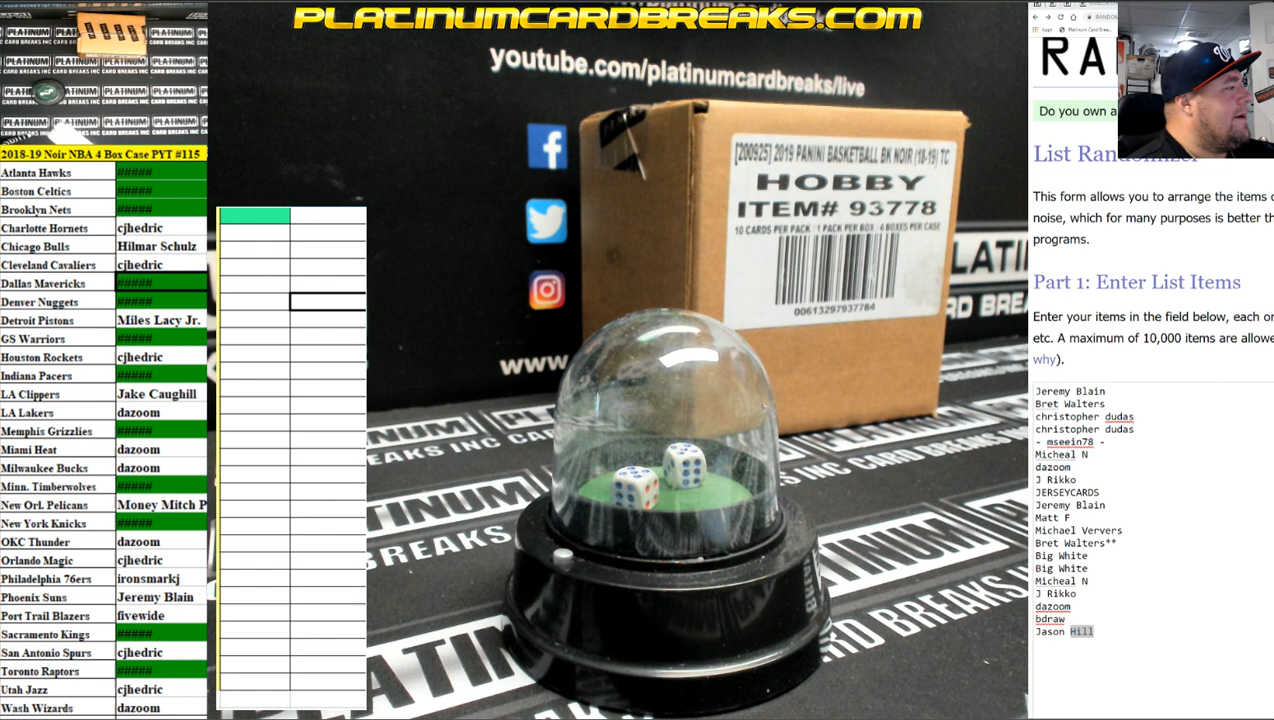 PLATINUMCARDBREAKS.COM
youtube.com/platinumcardbreaks/live
[200925] 2019 PANINI BASKETBALL BK NOIR (18-19) TC
HOBBY
ITEM# 93778
10 CARDS PER PACK 1 PACK PER BOX 4 BOXES PER CASE
00613297937784
www.
2018-19 Noir NBA 4 Box Case PYT #115
Atlanta Hawks #####
Boston Celtics #####
Brooklyn Nets #####
Charlotte Hornets cjhedric
Chicago Bulls Hilmar Schulz
Cleveland Cavaliers cjhedric
Dallas Mavericks #####
Denver Nuggets #####
Detroit Pistons Miles Lacy Jr.
GS Warriors #####
Houston Rockets cjhedric
Indiana Pacers #####
LA Clippers Jake Caughill
LA Lakers dazoom
Memphis Grizzlies #####
Miami Heat dazoom
Milwaukee Bucks dazoom
Minn. Timberwolves #####
New Orl. Pelicans Money Mitch P
New York Knicks #####
OKC Thunder dazoom
Orlando Magic cjhedric
Philadelphia 76ers ironsmarkj
Phoenix Suns Jeremy Blain
Port Trail Blazers fivewide
Sacramento Kings #####
San Antonio Spurs cjhedric
Toronto Raptors #####
Utah Jazz cjhedric
Wash Wizards dazoom
Apps Platinum Card Brea...
RA
Do you own a
List Randomizer
This form allows you to arrange the items o
noise, which for many purposes is better th
programs.
Part 1: Enter List Items
Enter your items in the field below, each on
etc. A maximum of 10,000 items are allowe
why).
Jeremy Blain
Bret Walters
christopher dudas
christopher dudas
- mseein78 -
Micheal N
dazoom
J Rikko
JERSEYCARDS
Jeremy Blain
Matt F
Michael Ververs
Bret Walters**
Big White
Big White
Micheal N
J Rikko
dazoom
bdraw
Jason Hill